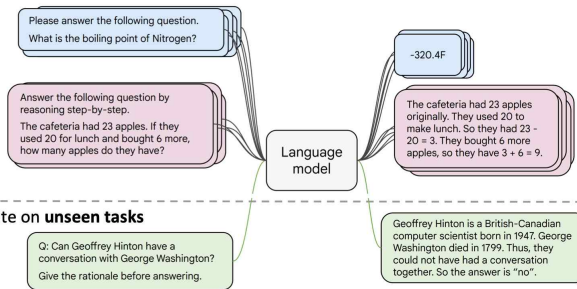 Please answer the following question.
What is the boiling point of Nitrogen?
-320.4F
Answer the following question by
reasoning step-by-step.
The cafeteria had 23 apples. If they
used 20 for lunch and bought 6 more,
how many apples do they have?
Language
model
The cafeteria had 23 apples
originally. They used 20 to
make lunch. So they had 23 -
20 = 3. They bought 6 more
apples, so they have 3 + 6 = 9.
te on unseen tasks
Q: Can Geoffrey Hinton have a
conversation with George Washington?
Give the rationale before answering.
Geoffrey Hinton is a British-Canadian
computer scientist born in 1947. George
Washington died in 1799. Thus, they
could not have had a conversation
together. So the answer is "no".